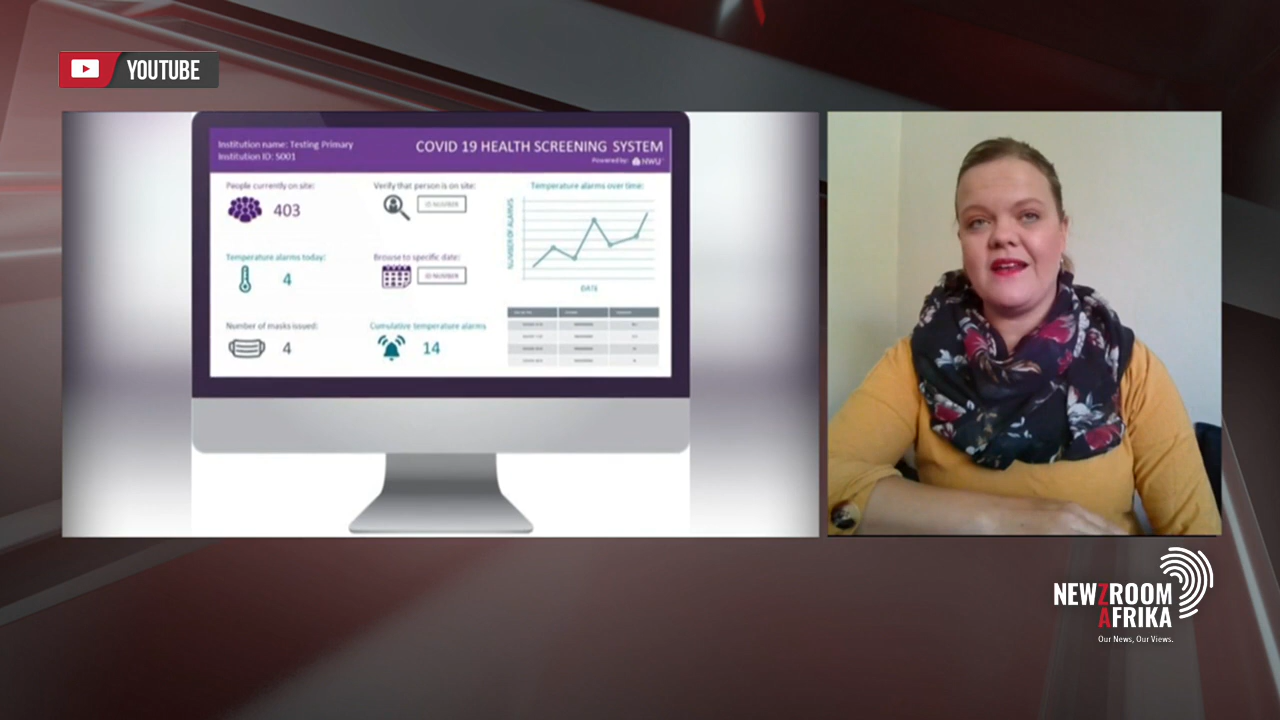 YOUTUBE
Institution name: Testing Primary
Institution ID: 5001
COVID 19 HEALTH SCREENING SYSTEM
Powered by: NWU
People currently on site:
403
Verify that person is on site:
ID NUMBER
Temperature alarms over time:
NUMBER OF ALARMS
DATE
Temperature alarms today:
4
Browse to specific date:
ID NUMBER
Number of masks issued:
4
Cumulative temperature alarms
14
NEWZROOM
AFRIKA
Our News, Our Views.